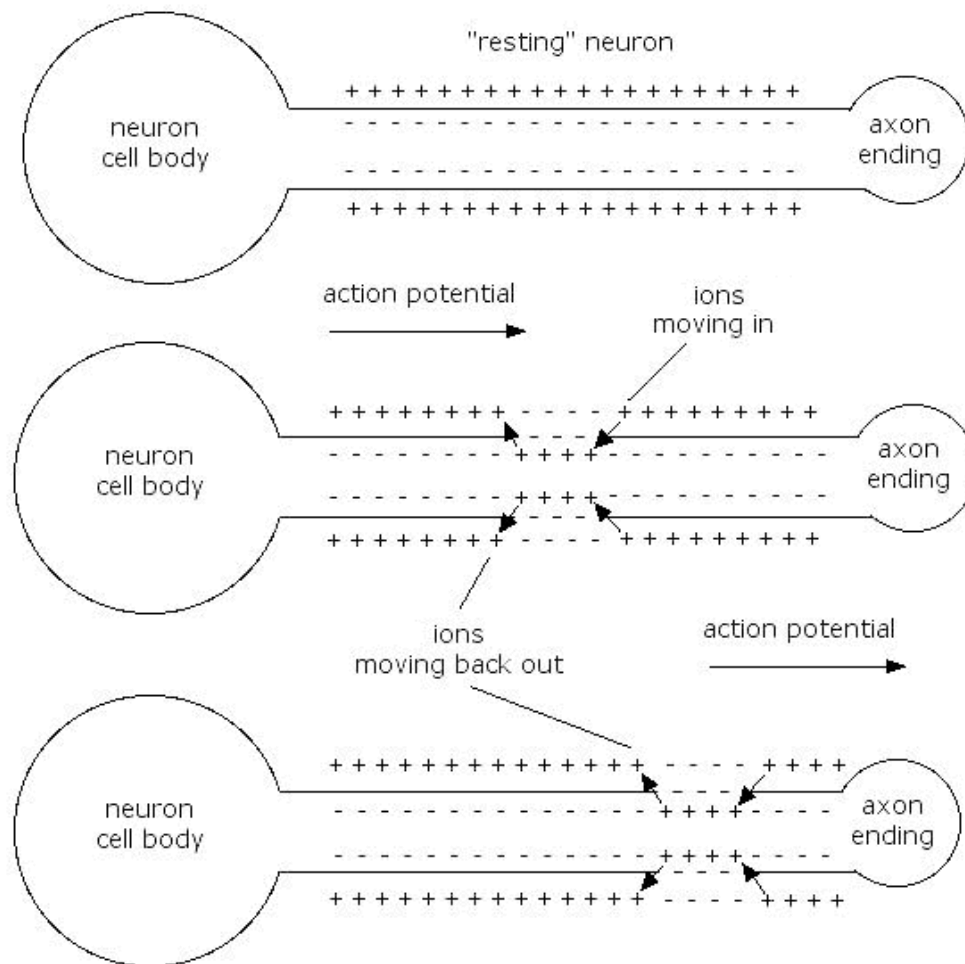 "resting" neuron
+ + + + + + + + + + + + + + + + + + +
neuron
cell body
- - - - - - - - - - - - - - - - - - - -
axon
ending
- - - - - - - - - - - - - - - - - - - -
+ + + + + + + + + + + + + + + + + + +
action potential
ions
moving in
+ + + + + + + + - - - - + + + + + + + + +
- - - -
neuron
cell body
- - - - - - - - + + + + - - - - - - - - - -
axon
ending
- - - - - - - - + + + + - - - - - - - - - -
- - - -
+ + + + + + + + - - - - + + + + + + + + +
ions
moving back out
action potential
+ + + + + + + + + + + + + + - - - - + + + +
- - - -
neuron
cell body
- - - - - - - - - - - - - - + + + + - - - -
axon
ending
- - - - - - - - - - - - - - + + + + - - - -
- - - -
+ + + + + + + + + + + + + + - - - - + + + +